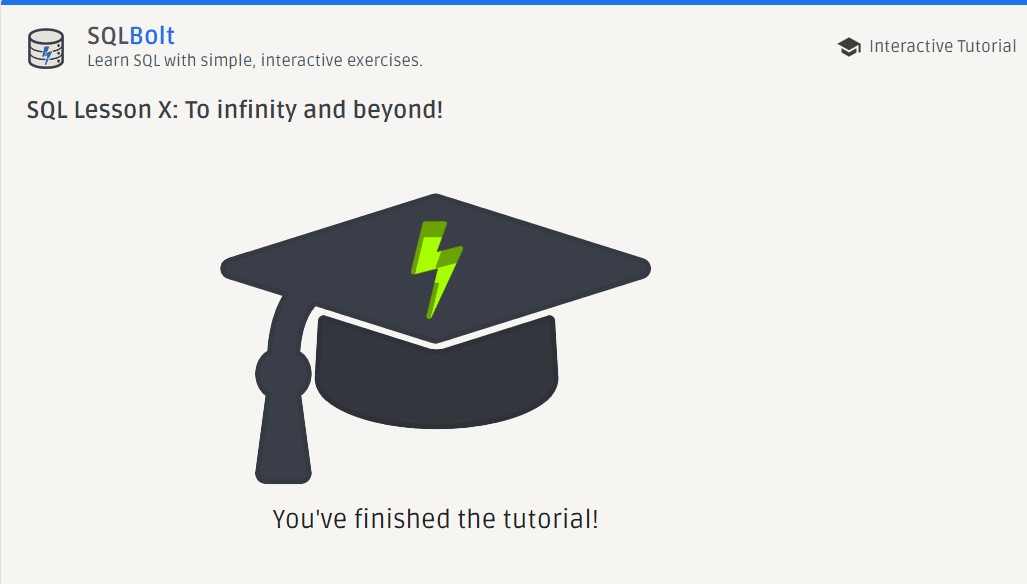 SQLBolt
Learn SQL with simple, interactive exercises.
Interactive Tutorial
SQL Lesson X: To infinity and beyond!
You've finished the tutorial!